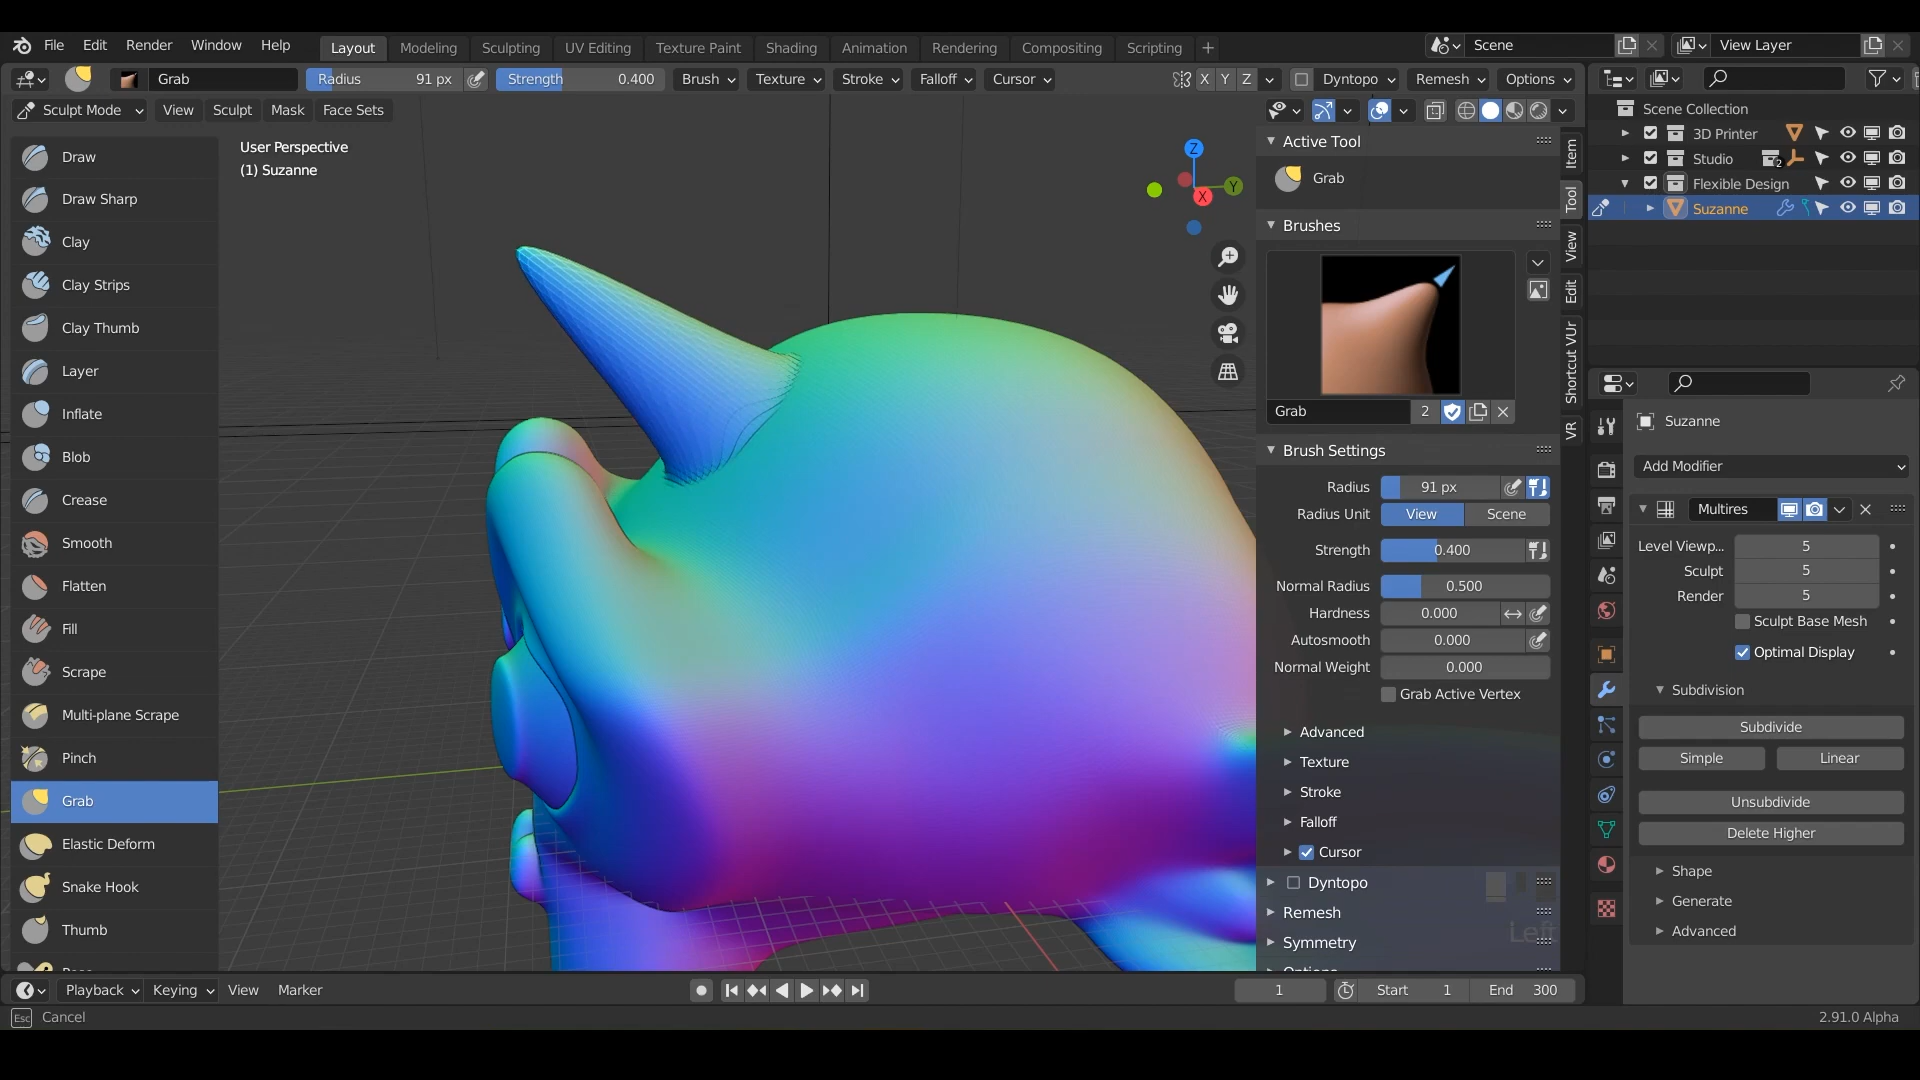 File Edit Render Window Help Layout Modeling Sculpting UV Editing Texture Paint Shading Animation Rendering Compositing Scripting + Scene View Layer
Grab Radius 91 px Strength 0.400 Brush Texture Stroke Falloff Cursor X Y Z Dyntopo Remesh Options
Sculpt Mode View Sculpt Mask Face Sets
User Perspective
(1) Suzanne
Draw
Draw Sharp
Clay
Clay Strips
Clay Thumb
Layer
Inflate
Blob
Crease
Smooth
Flatten
Fill
Scrape
Multi-plane Scrape
Pinch
Grab
Elastic Deform
Snake Hook
Thumb
Z
Y
X
Active Tool
Grab
Brushes
Grab 2
Brush Settings
Radius 91 px
Radius Unit View Scene
Strength 0.400
Normal Radius 0.500
Hardness 0.000
Autosmooth 0.000
Normal Weight 0.000
Grab Active Vertex
Advanced
Texture
Stroke
Falloff
Cursor
Dyntopo
Remesh
Symmetry
Left
Item
Tool
View
Edit
Shortcut VUr
VR
Scene Collection
3D Printer
Studio 2
Flexible Design
Suzanne
Suzanne
Add Modifier
Multires
Level Viewp... 5
Sculpt 5
Render 5
Sculpt Base Mesh
Optimal Display
Subdivision
Subdivide
Simple Linear
Unsubdivide
Delete Higher
Shape
Generate
Advanced
Playback Keying View Marker 1 Start 1 End 300
Esc Cancel 2.91.0 Alpha